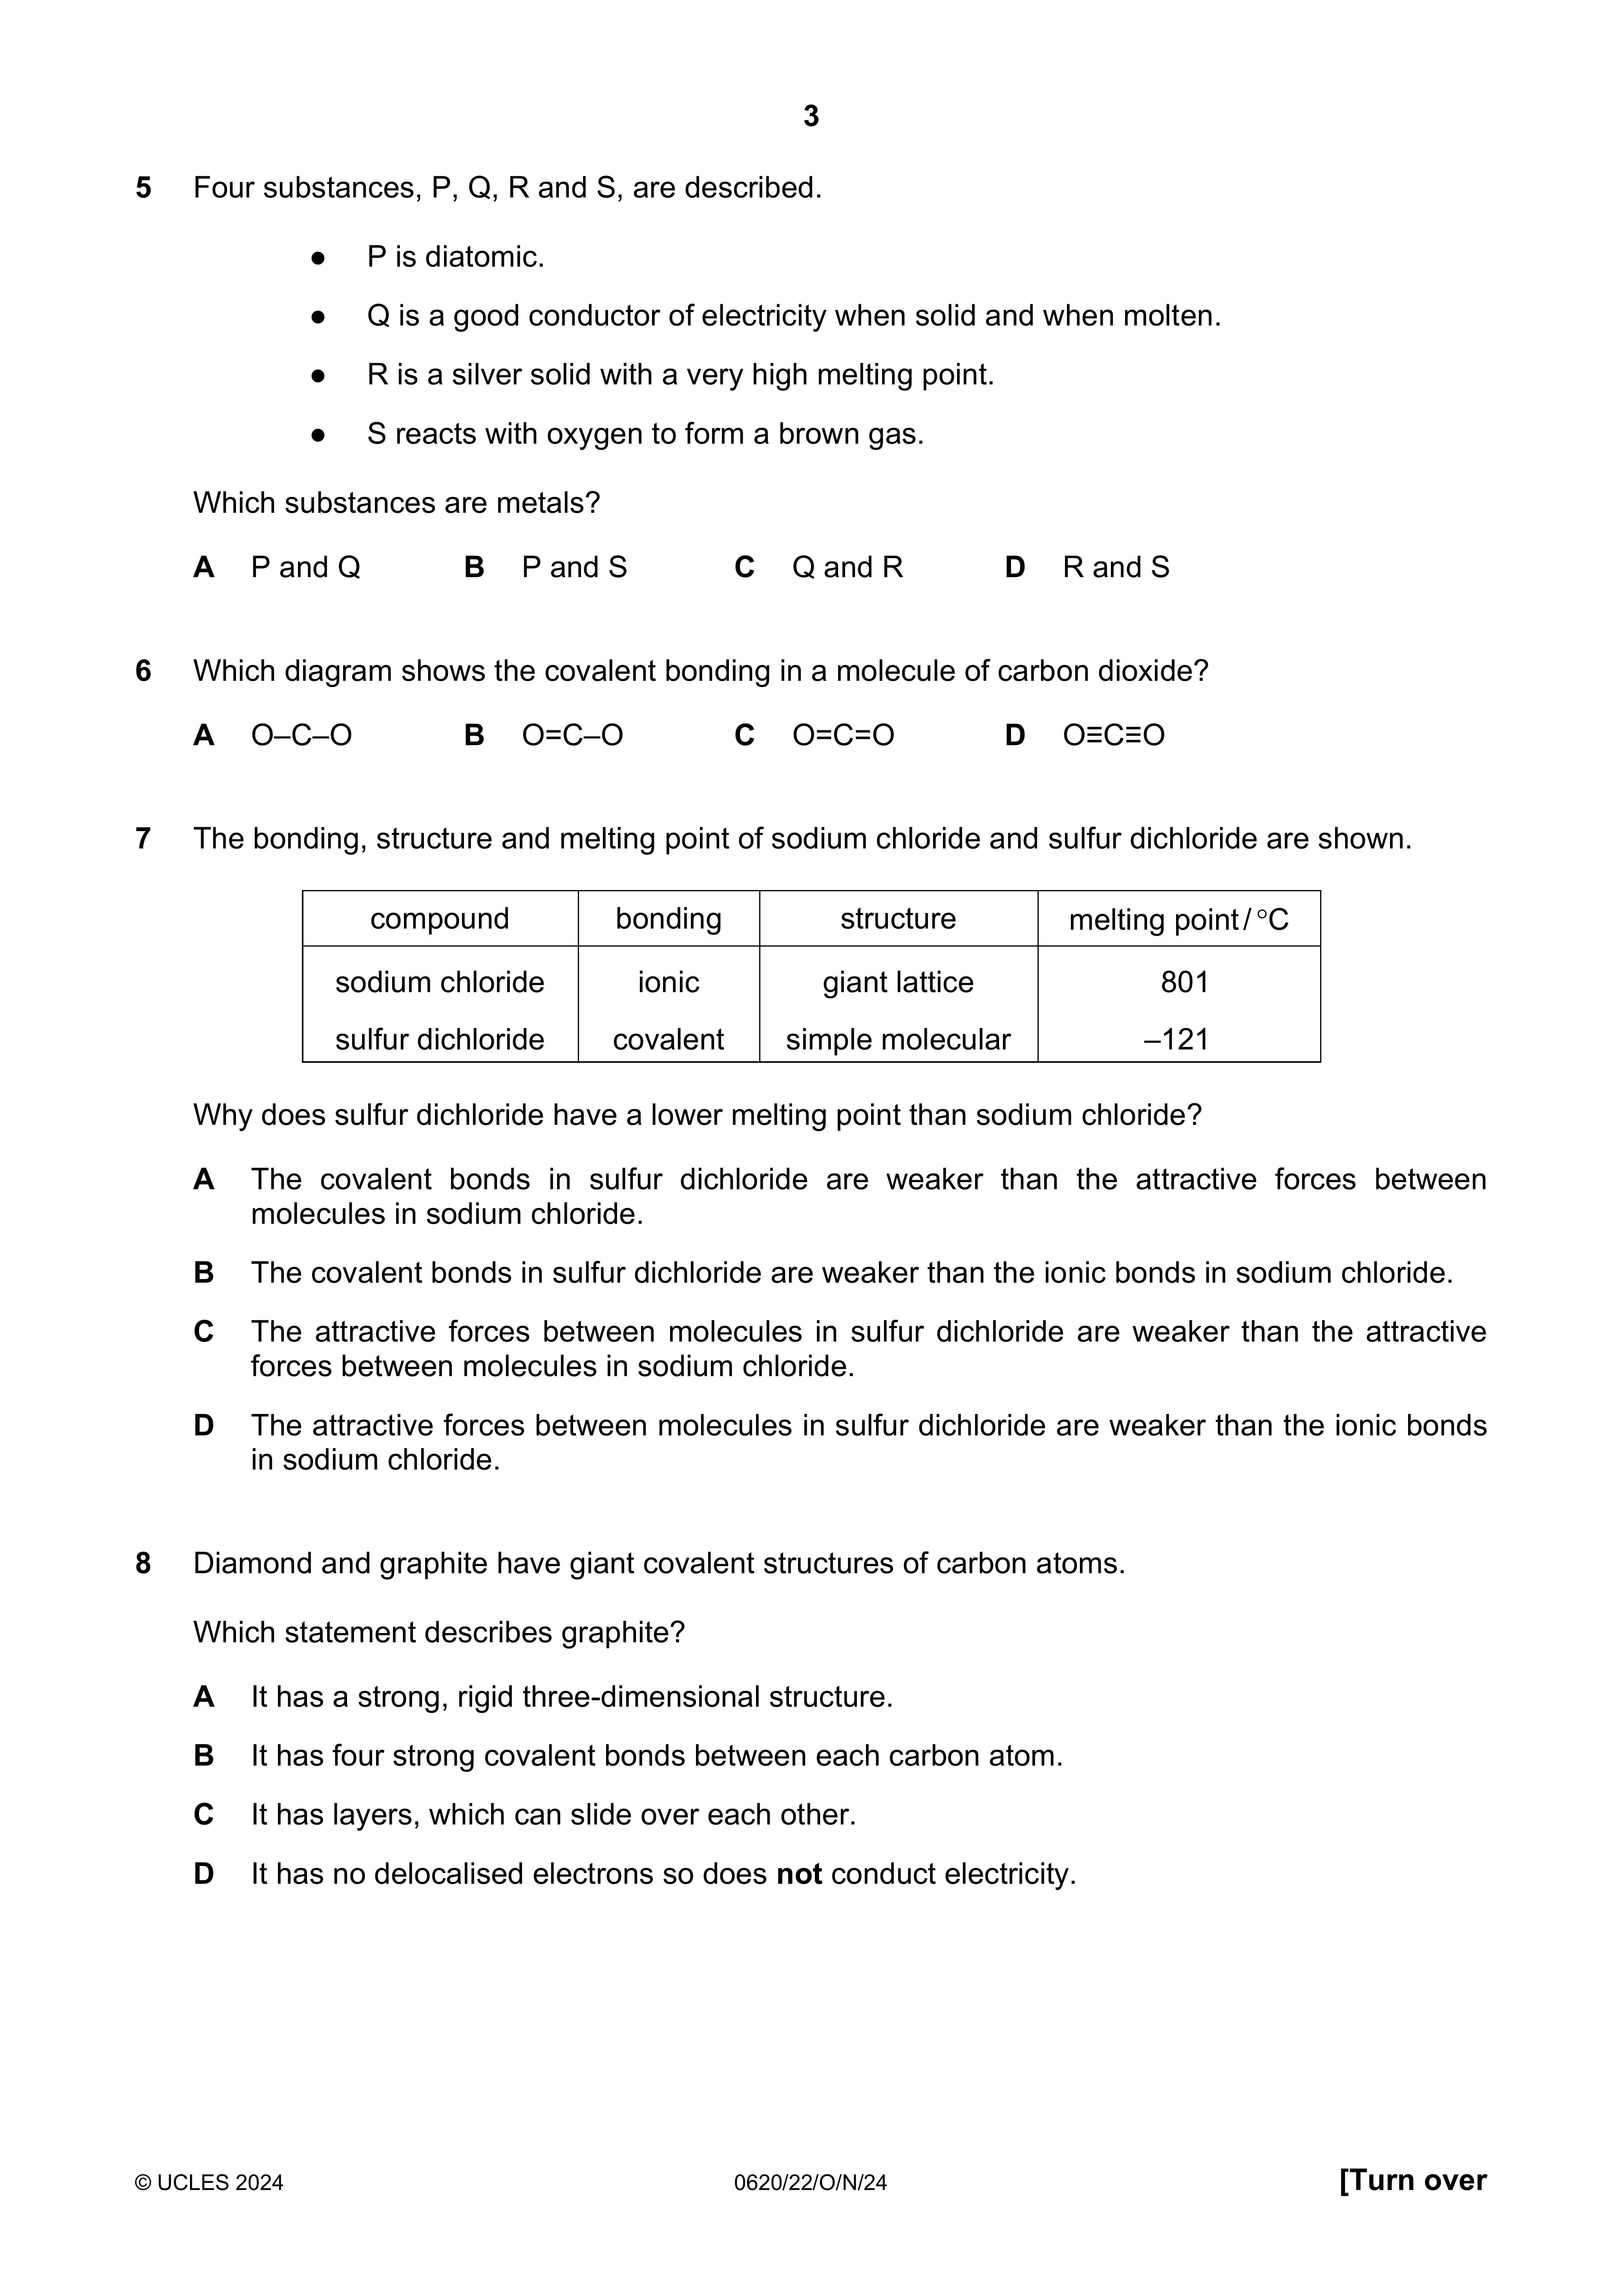 3
5 Four substances, P, Q, R and S, are described.
● P is diatomic.
● Q is a good conductor of electricity when solid and when molten.
● R is a silver solid with a very high melting point.
● S reacts with oxygen to form a brown gas.
Which substances are metals?
A P and Q B P and S C Q and R D R and S
6 Which diagram shows the covalent bonding in a molecule of carbon dioxide?
A O–C–O B O=C–O C O=C=O D O≡C≡O
7 The bonding, structure and melting point of sodium chloride and sulfur dichloride are shown.
compound bonding structure melting point / °C
sodium chloride ionic giant lattice 801
sulfur dichloride covalent simple molecular –121
Why does sulfur dichloride have a lower melting point than sodium chloride?
A The covalent bonds in sulfur dichloride are weaker than the attractive forces between
molecules in sodium chloride.
B The covalent bonds in sulfur dichloride are weaker than the ionic bonds in sodium chloride.
C The attractive forces between molecules in sulfur dichloride are weaker than the attractive
forces between molecules in sodium chloride.
D The attractive forces between molecules in sulfur dichloride are weaker than the ionic bonds
in sodium chloride.
8 Diamond and graphite have giant covalent structures of carbon atoms.
Which statement describes graphite?
A It has a strong, rigid three-dimensional structure.
B It has four strong covalent bonds between each carbon atom.
C It has layers, which can slide over each other.
D It has no delocalised electrons so does not conduct electricity.
© UCLES 2024 0620/22/O/N/24 [Turn over